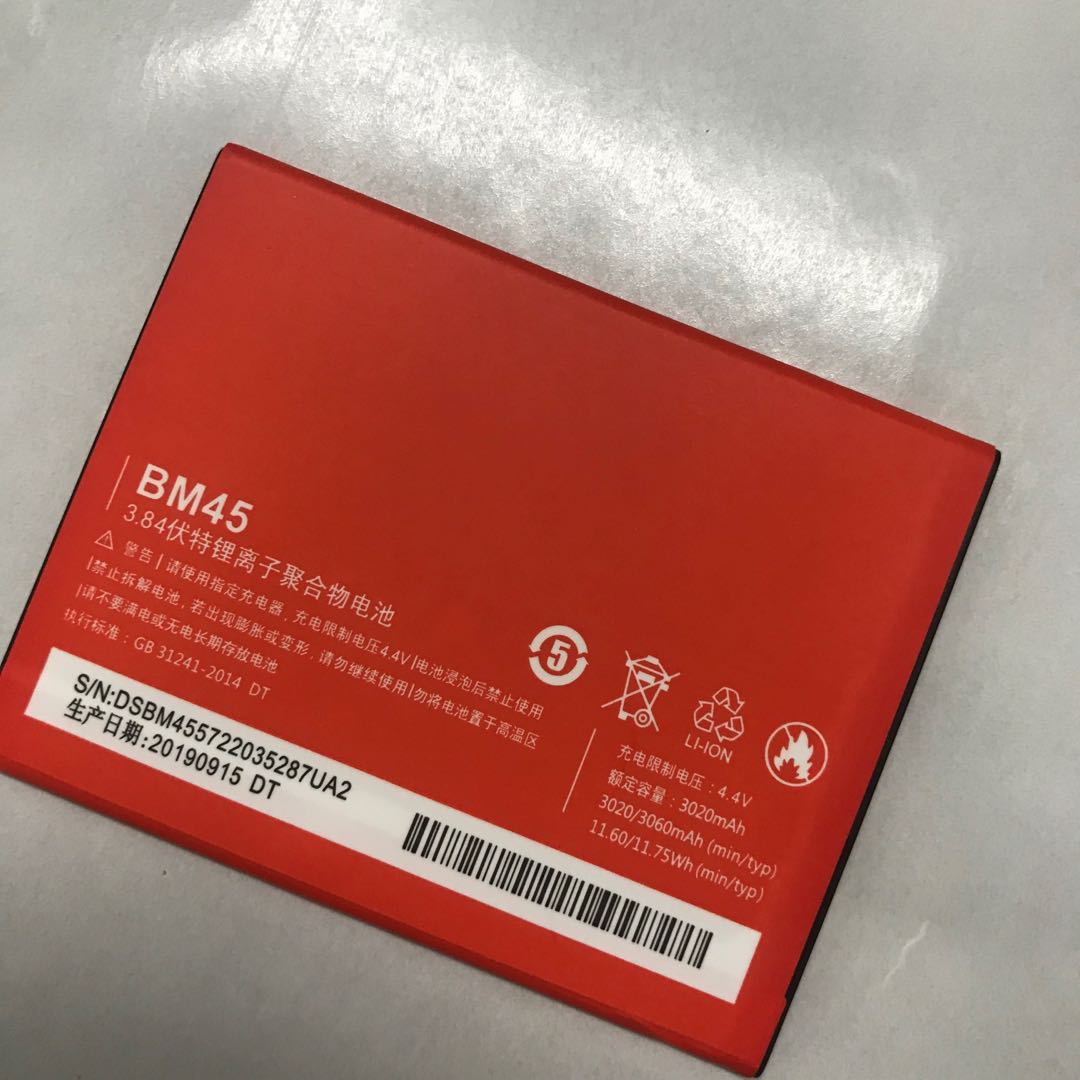 BM45
3.84伏特锂离子聚合物电池
警告|请使用指定充电器, 充电限制电压4.4V|电池浸泡后禁止使用
|禁止拆解电池, 若出现膨胀或变形, 请勿继续使用|勿将电池置于高温区
|请不要满电或无电长期存放电池
执行标准: GB 31241-2014 DT
5
LI-ION
充电限制电压: 4.4V
额定容量: 3020mAh
3020/3060mAh (min/typ)
11.60/11.75Wh (min/typ)
S/N:DSBM455722035287UA2
生产日期:20190915 DT